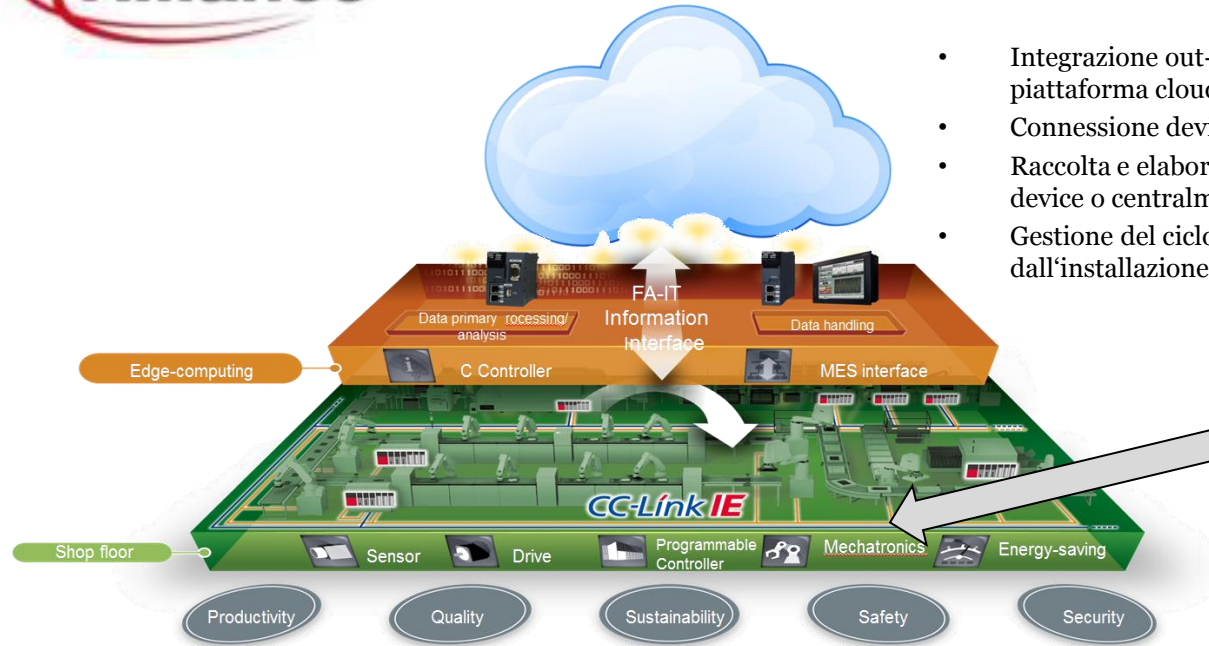 • Integrazione out-
piattaforma cloud
• Connessione devi
• Raccolta e elabor
device o centralm
• Gestione del ciclo
dall‘installazione
FA-IT
Information
Interface
Data primary rocessing/
analysis
Data handling
Edge-computing
C Controller
MES interface
CC-Link IE
Shop floor
Sensor
Drive
Programmable
Controller
Mechatronics
Energy-saving
Productivity
Quality
Sustainability
Safety
Security